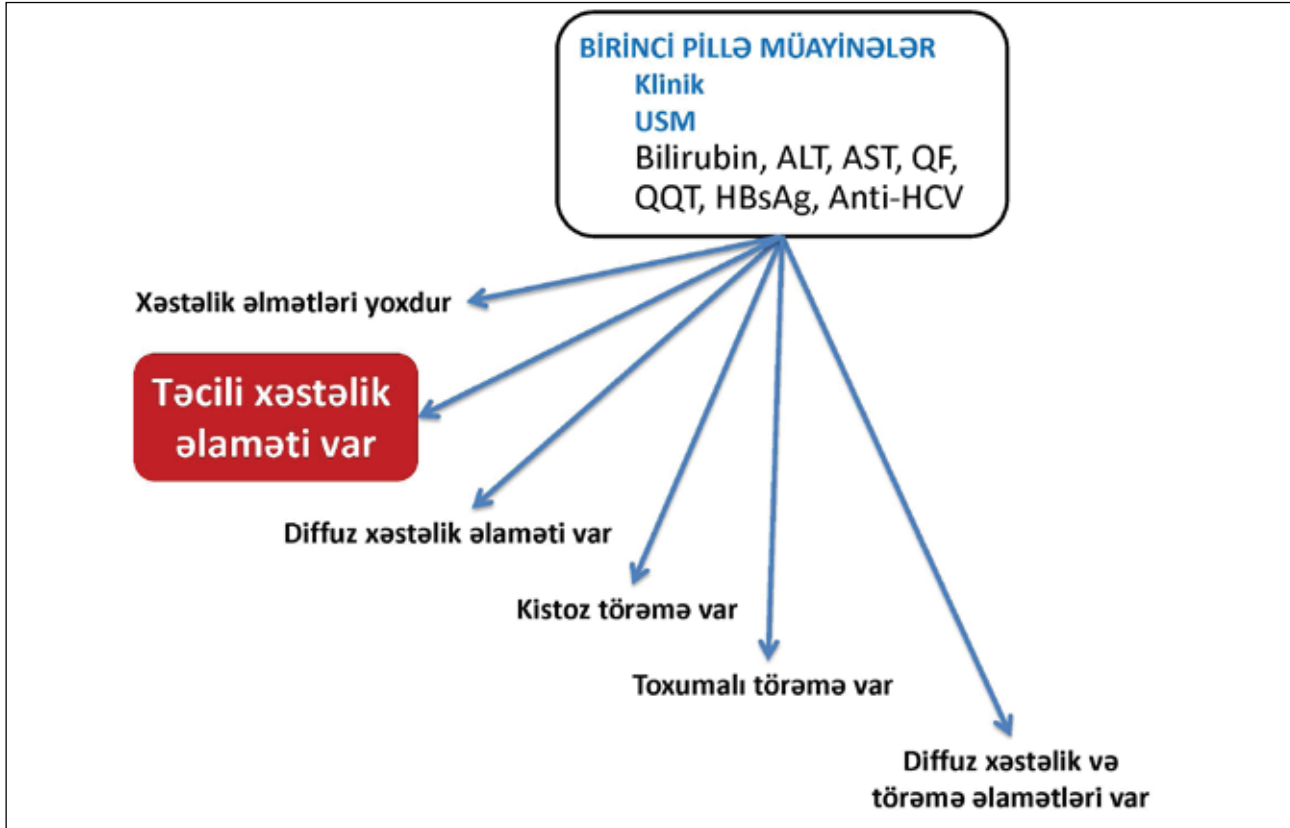 BİRİNCİ PİLLƏ MÜAYİNƏLƏR
Klinik
USM
Bilirubin, ALT, AST, QF,
QQT, HBsAg, Anti-HCV
Xəstəlik əlmətləri yoxdur
Təcili xəstəlik
əlaməti var
Diffuz xəstəlik əlaməti var
Kistoz törəmə var
Toxumalı törəmə var
Diffuz xəstəlik və
törəmə əlamətləri var